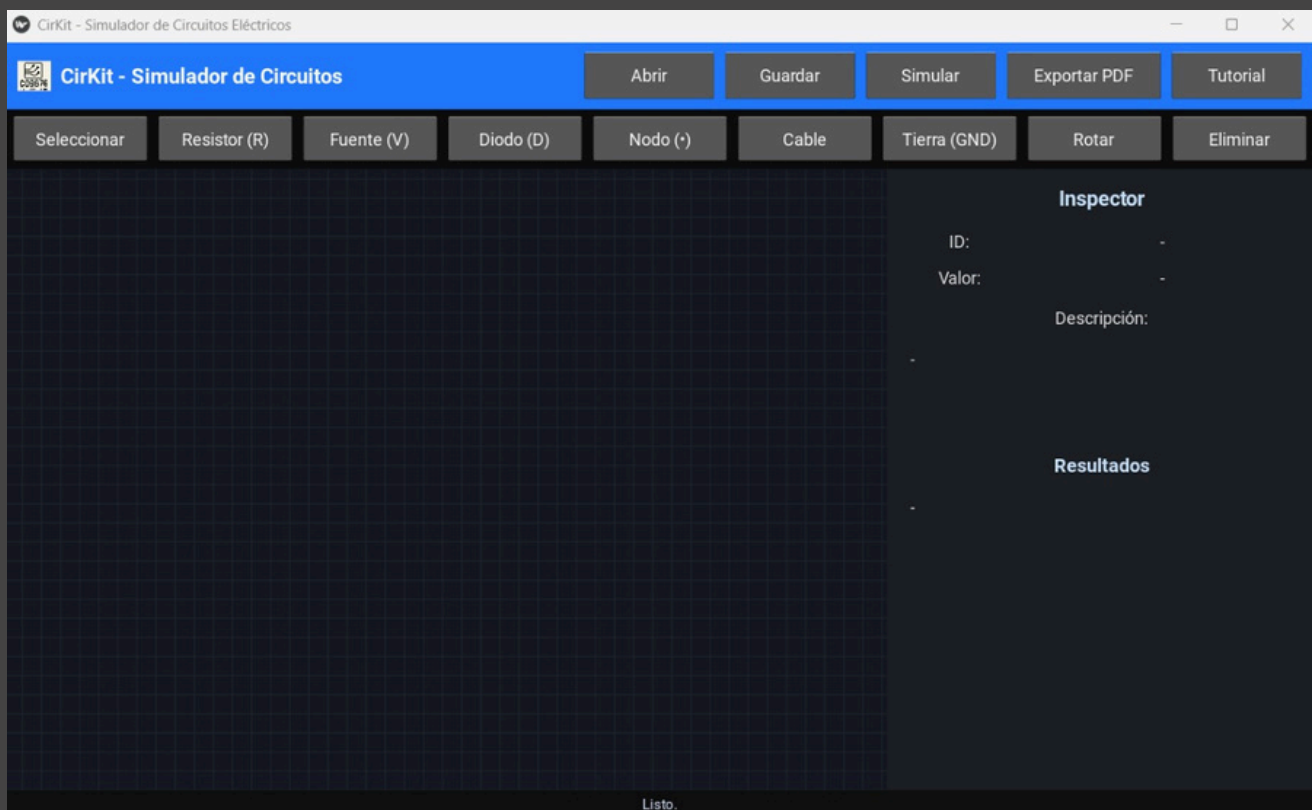 CirKit - Simulador de Circuitos Eléctricos
CirKit - Simulador de Circuitos
Abrir
Guardar
Simular
Exportar PDF
Tutorial
Seleccionar
Resistor (R)
Fuente (V)
Diodo (D)
Nodo (•)
Cable
Tierra (GND)
Rotar
Eliminar
Inspector
ID: -
Valor: -
Descripción:
-
Resultados
-
Listo.